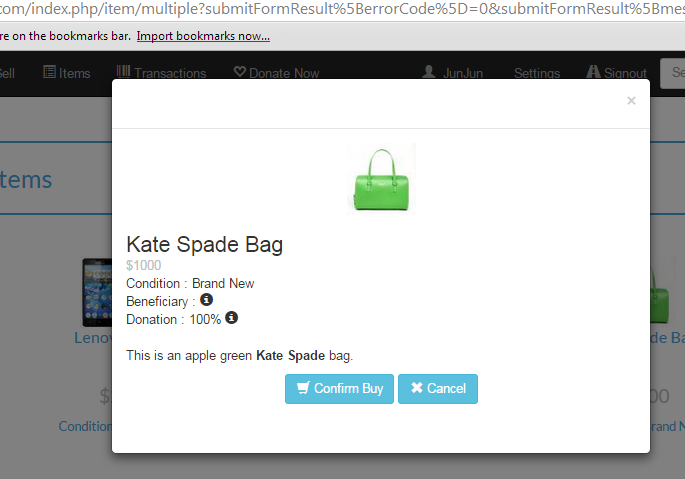 com/index.php/item/multiple?submitFormResult%5BerrorCode%5D=0&submitFormResult%5Bmes
re on the bookmarks bar. Import bookmarks now...
Sell Items Transactions Donate Now JunJun Settings Signout Se
×
tems
Kate Spade Bag
$1000
Condition : Brand New
Beneficiary :
Donation : 100%
This is an apple green Kate Spade bag.
Confirm Buy Cancel
Lenov
de Ba
$
00
Condition
rand N